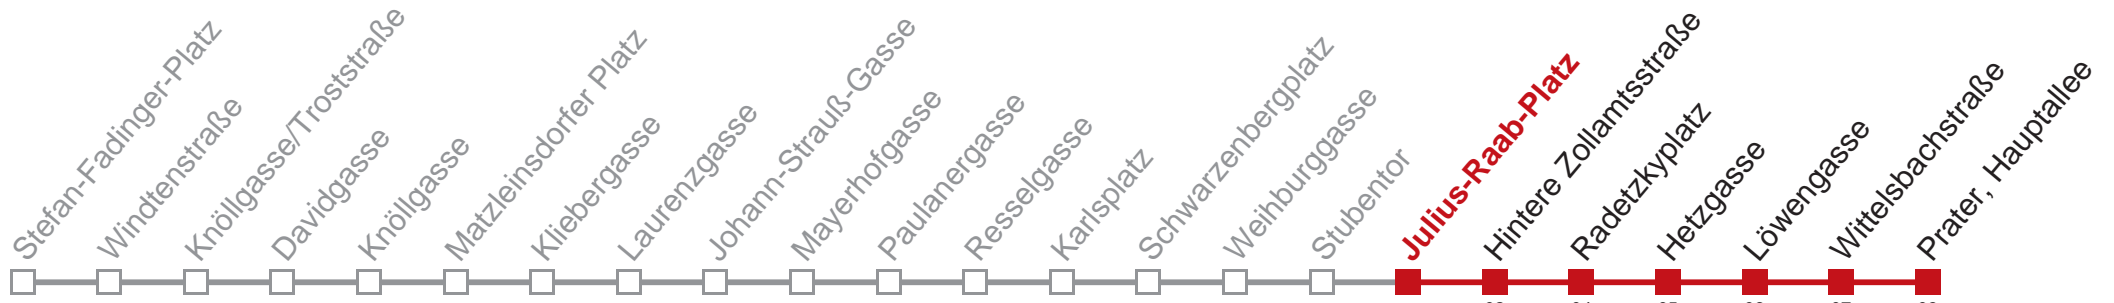 Stefan-Fadinger-Platz
Windtenstraße
Knöllgasse/Troststraße
Davidgasse
Knöllgasse
Matzleinsdorfer Platz
Kliebergasse
Laurenzgasse
Johann-Strauß-Gasse
Mayerhofgasse
Paulanergasse
Resselgasse
Karlsplatz
Schwarzenbergplatz
Weihburggasse
Stubentor
Julius-Raab-Platz
Hintere Zollamtsstraße
Radetzkyplatz
Hetzgasse
Löwengasse
Wittelsbachstraße
Prater, Hauptallee